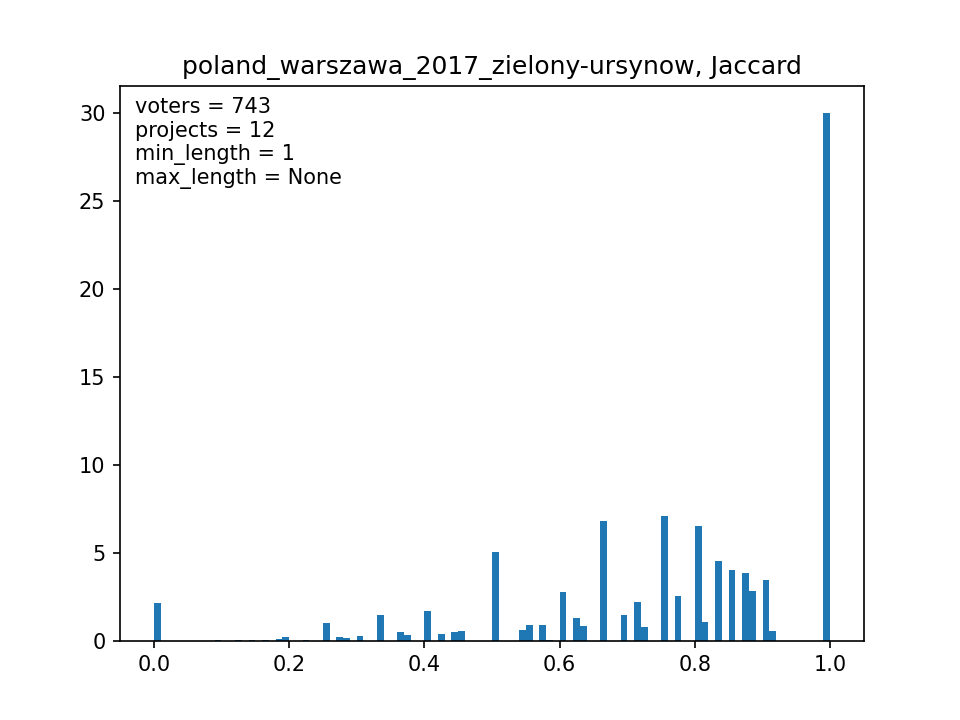 poland_warszawa_2017_zielony-ursynow, Jaccard
voters = 743
projects = 12
min_length = 1
max_length = None
30
25
20
15
10
5
0
0.0 0.2 0.4 0.6 0.8 1.0